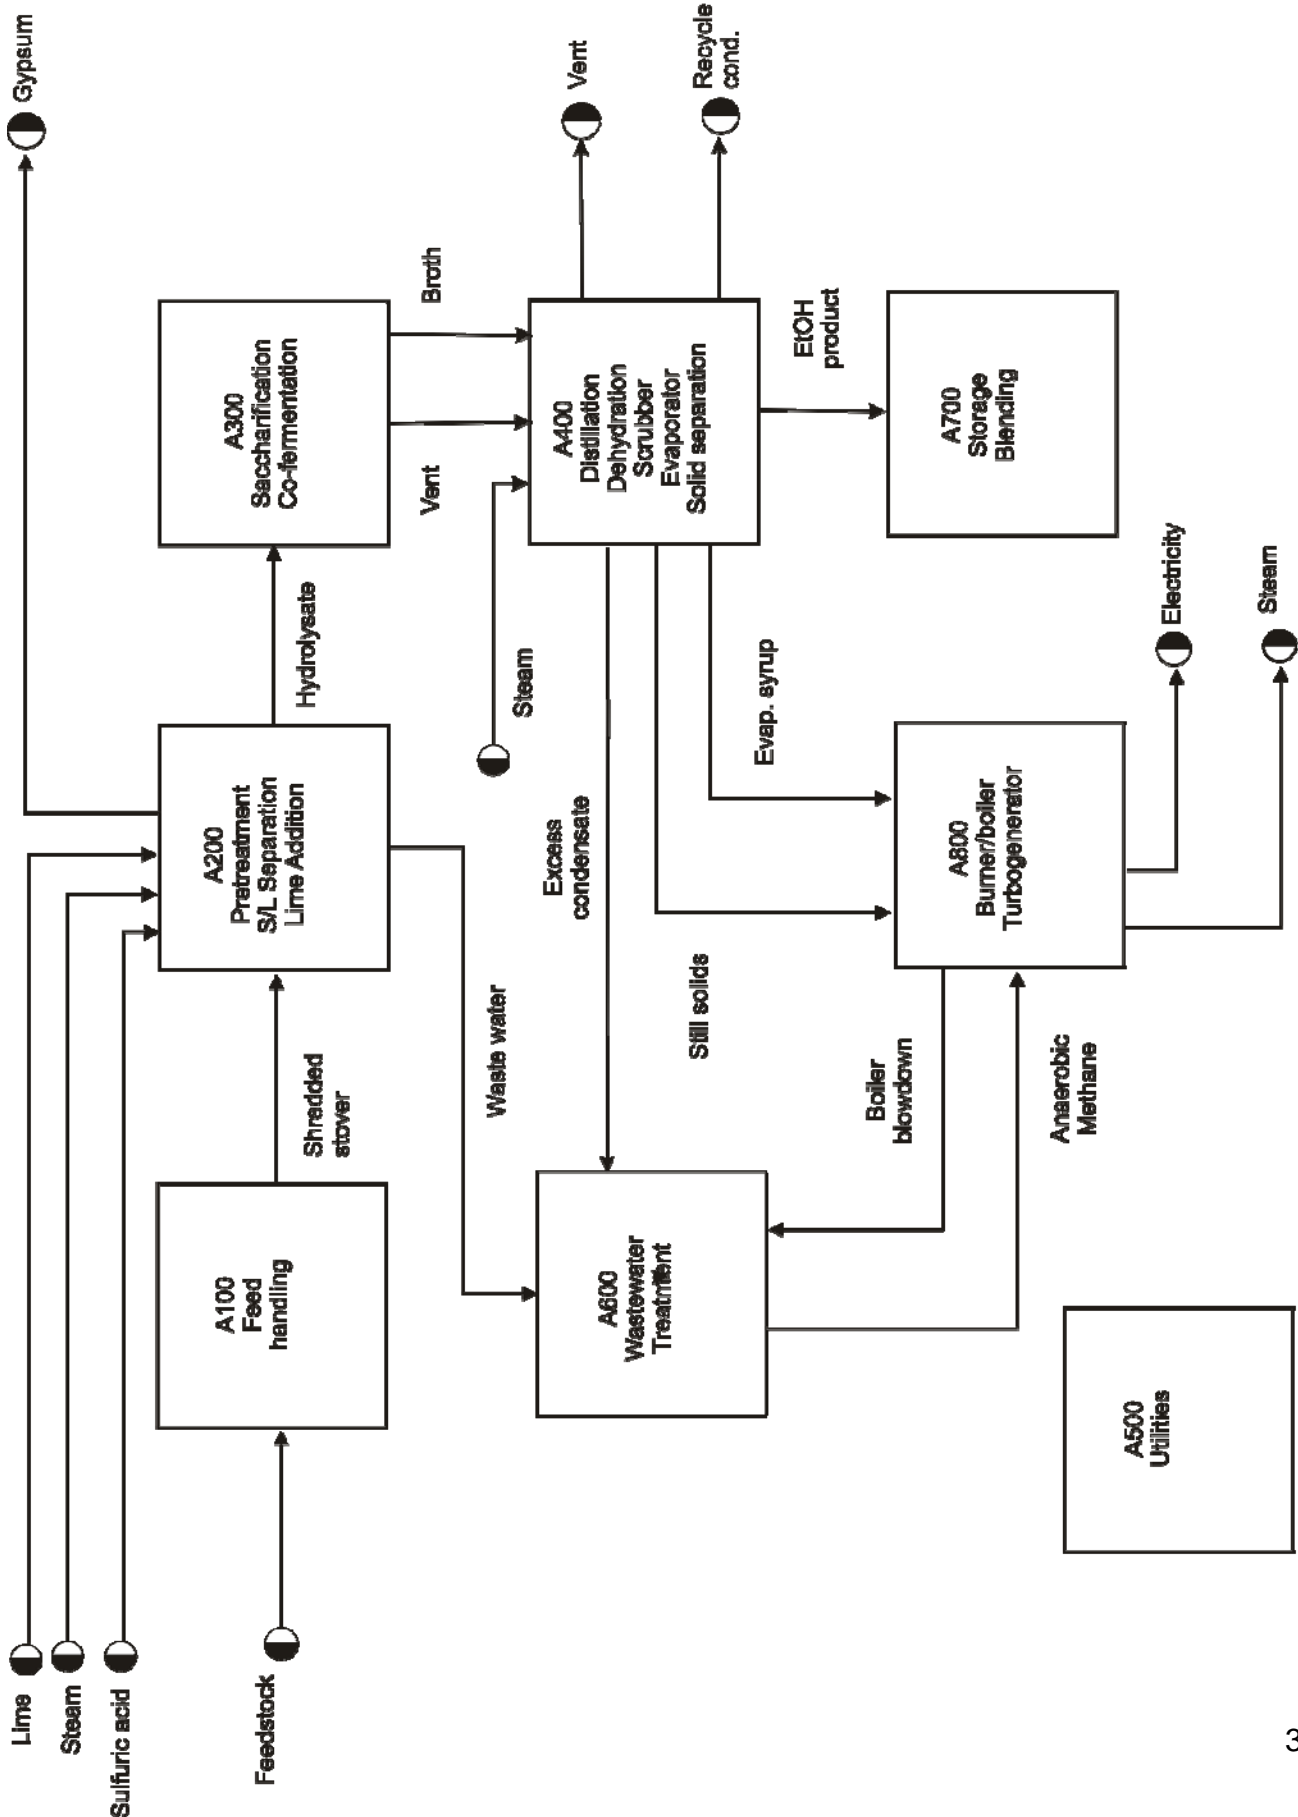 Lime
Steam
Sulfuric acid
Gypsum
Feedstock
A100
Feed
handling
Shredded
stover
A200
Pretreatment
S/L Separation
Lime Addition
Hydrolysate
A300
Saccharification
Co-fermentation
Waste water
Steam
Vent
Broth
A600
Wastewater
Treatment
Excess
condensate
Still solids
Evap. syrup
A400
Distillation
Dehydration
Scrubber
Evaporator
Solid separation
Vent
Recycle
cond.
EtOH
product
Boiler
blowdown
Anaerobic
Methane
A800
Burner/boiler
Turbogenerator
A700
Storage
Blending
Electricity
Steam
A500
Utilities
3